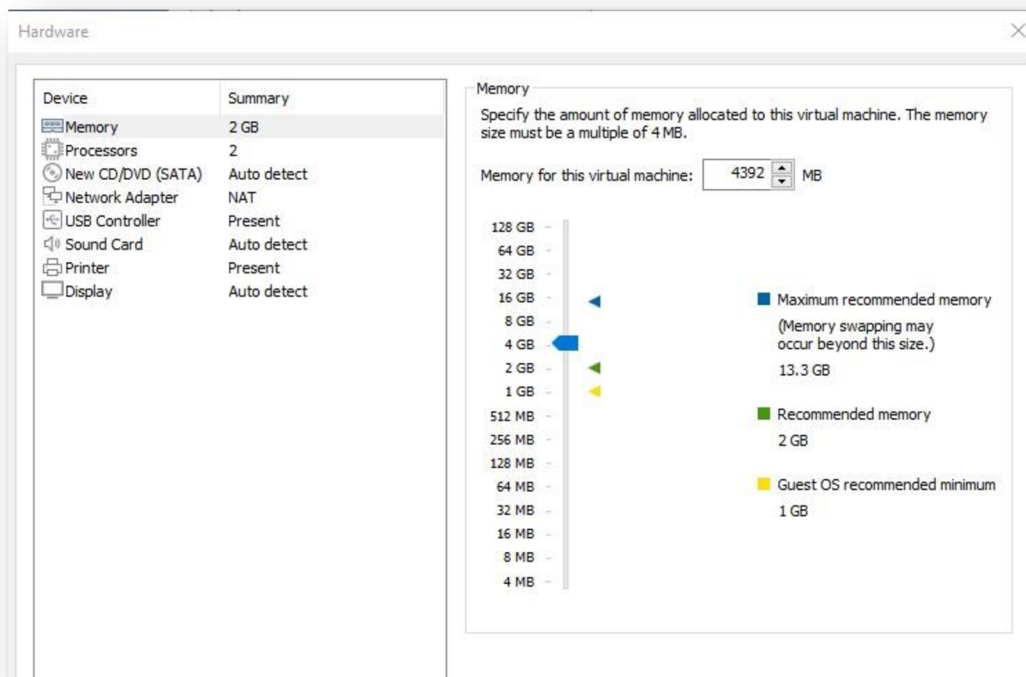 Hardware
Device Summary
Memory 2 GB
Processors 2
New CD/DVD (SATA) Auto detect
Network Adapter NAT
USB Controller Present
Sound Card Auto detect
Printer Present
Display Auto detect
Memory
Specify the amount of memory allocated to this virtual machine. The memory
size must be a multiple of 4 MB.
Memory for this virtual machine: 4392 MB
128 GB
64 GB
32 GB
16 GB
8 GB
4 GB
2 GB
1 GB
512 MB
256 MB
128 MB
64 MB
32 MB
16 MB
8 MB
4 MB
Maximum recommended memory
(Memory swapping may
occur beyond this size.)
13.3 GB
Recommended memory
2 GB
Guest OS recommended minimum
1 GB